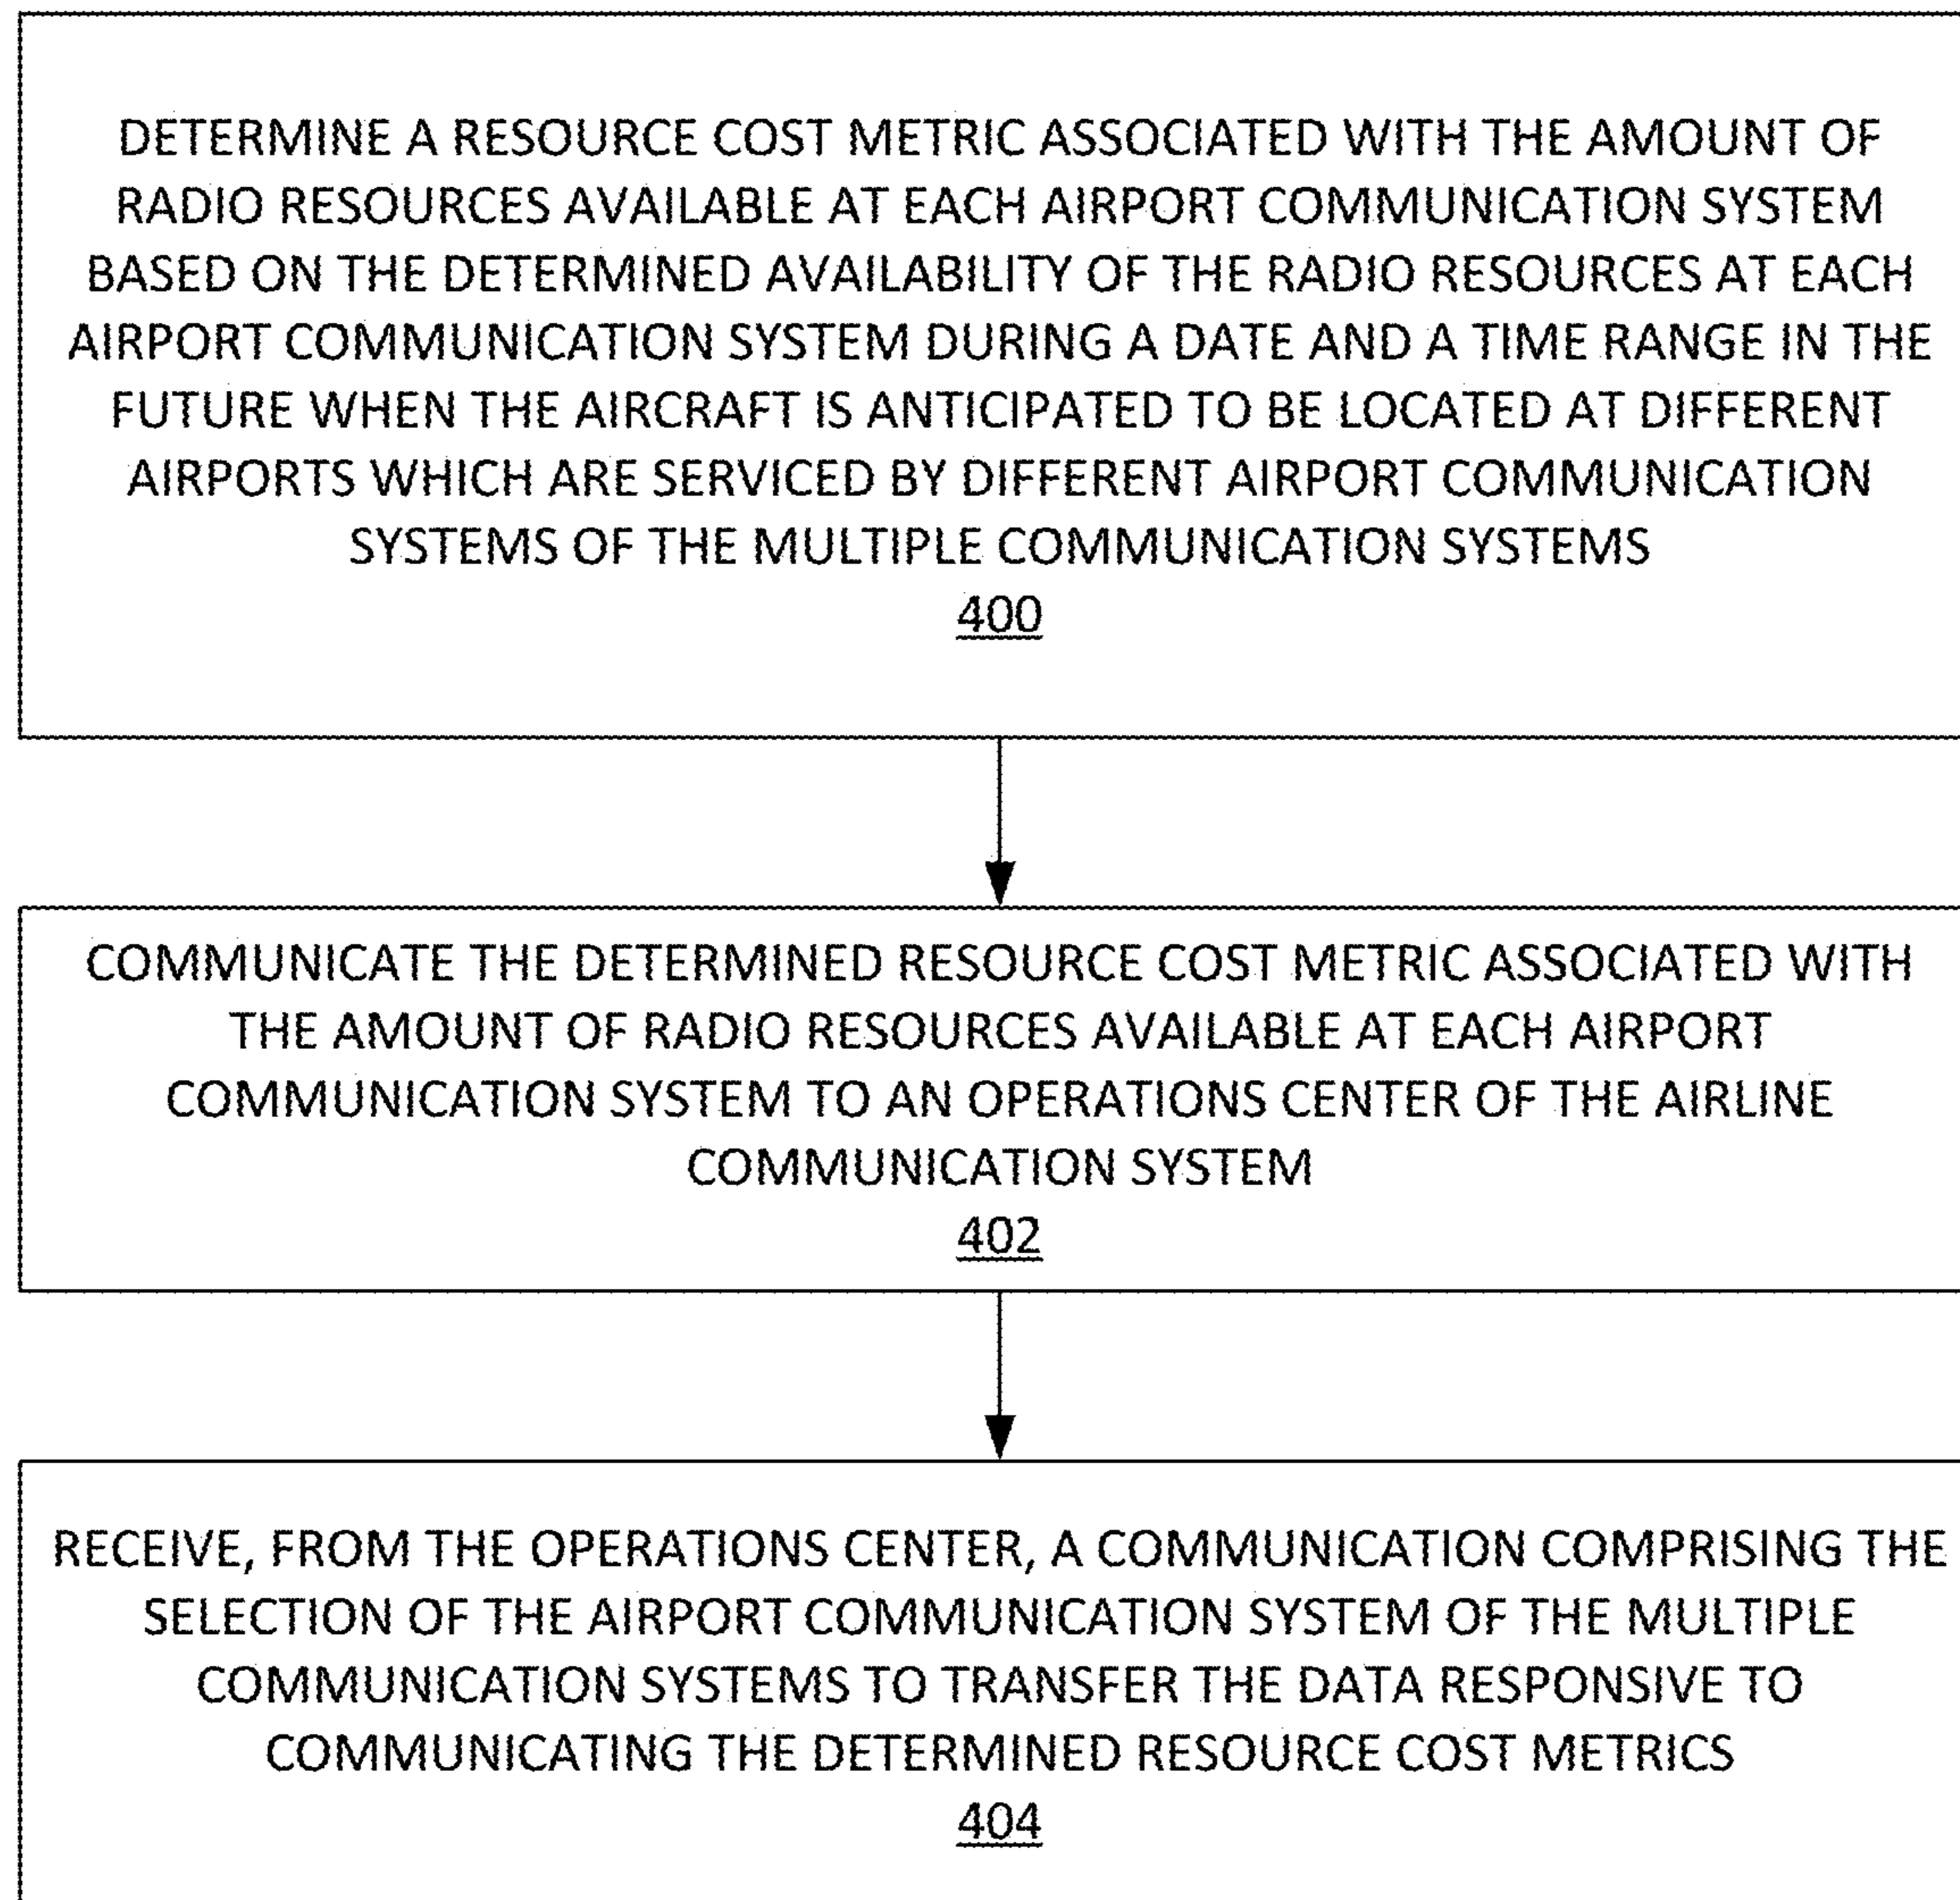 DETERMINE A RESOURCE COST METRIC ASSOCIATED WITH THE AMOUNT OF
RADIO RESOURCES AVAILABLE AT EACH AIRPORT COMMUNICATION SYSTEM
BASED ON THE DETERMINED AVAILABILITY OF THE RADIO RESOURCES AT EACH
AIRPORT COMMUNICATION SYSTEM DURING A DATE AND A TIME RANGE IN THE
FUTURE WHEN THE AIRCRAFT IS ANTICIPATED TO BE LOCATED AT DIFFERENT
AIRPORTS WHICH ARE SERVICED BY DIFFERENT AIRPORT COMMUNICATION
SYSTEMS OF THE MULTIPLE COMMUNICATION SYSTEMS
400
COMMUNICATE THE DETERMINED RESOURCE COST METRIC ASSOCIATED WITH
THE AMOUNT OF RADIO RESOURCES AVAILABLE AT EACH AIRPORT
COMMUNICATION SYSTEM TO AN OPERATIONS CENTER OF THE AIRLINE
COMMUNICATION SYSTEM
402
RECEIVE, FROM THE OPERATIONS CENTER, A COMMUNICATION COMPRISING THE
SELECTION OF THE AIRPORT COMMUNICATION SYSTEM OF THE MULTIPLE
COMMUNICATION SYSTEMS TO TRANSFER THE DATA RESPONSIVE TO
COMMUNICATING THE DETERMINED RESOURCE COST METRICS
404